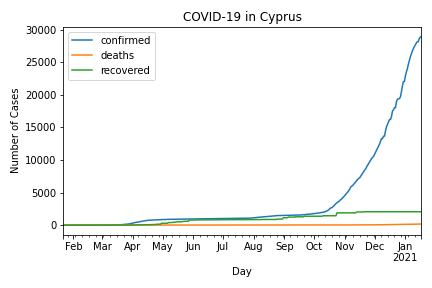 COVID-19 in Cyprus
confirmed
deaths
recovered
Number of Cases
30000
25000
20000
15000
10000
5000
0
Feb Mar Apr May Jun Jul Aug Sep Oct Nov Dec Jan
2021
Day